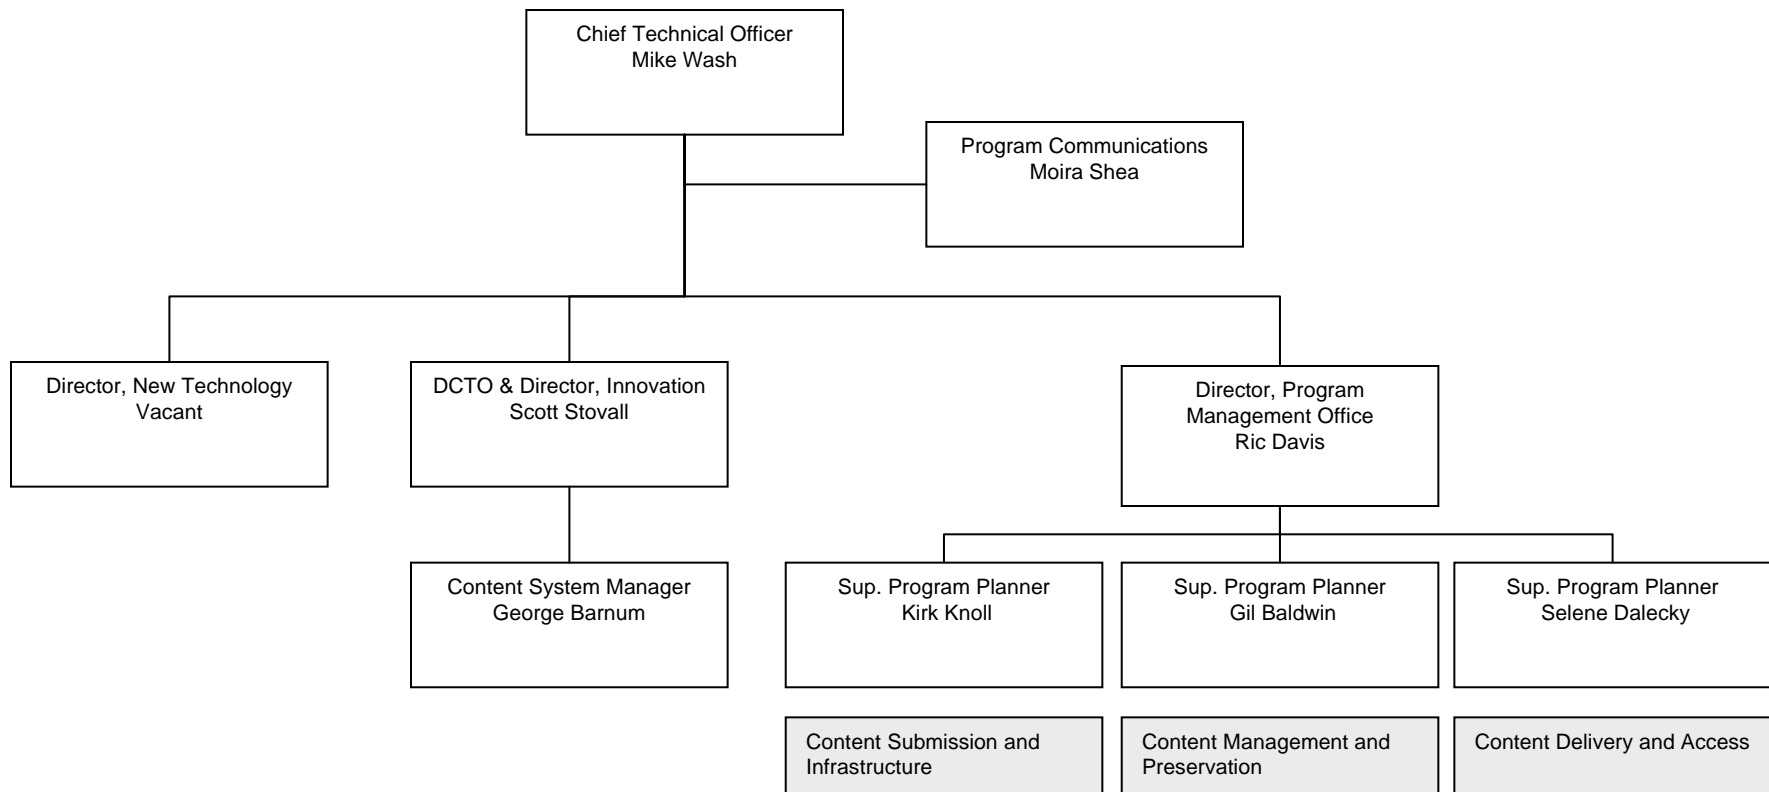 Chief Technical Officer
Mike Wash
Program Communications
Moira Shea
Director, New Technology
Vacant
DCTO & Director, Innovation
Scott Stovall
Director, Program
Management Office
Ric Davis
Content System Manager
George Barnum
Sup. Program Planner
Kirk Knoll
Sup. Program Planner
Gil Baldwin
Sup. Program Planner
Selene Dalecky
Content Submission and
Infrastructure
Content Management and
Preservation
Content Delivery and Access